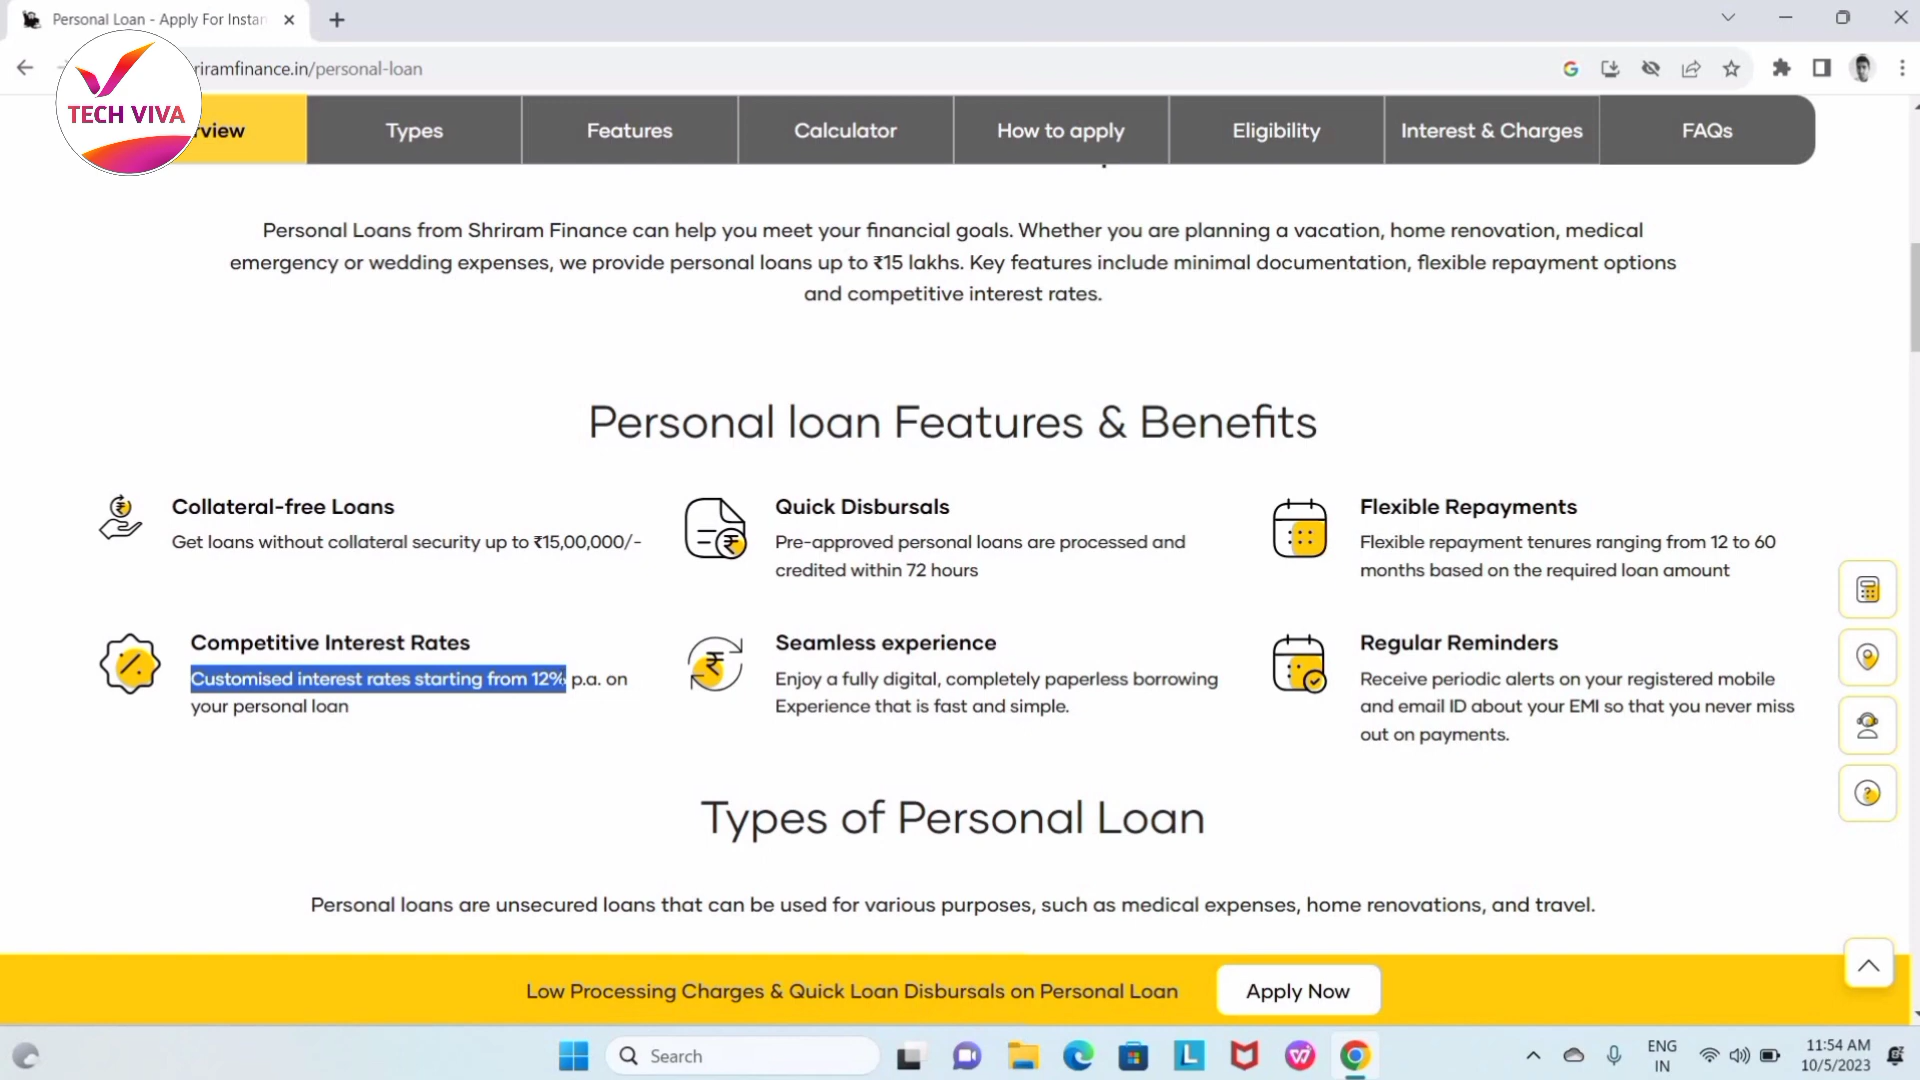 Personal Loan - Apply For Instan
riramfinance.in/personal-loan
TECH VIVA
rview
Types
Features
Calculator
How to apply
Eligibility
Interest & Charges
FAQs
Personal Loans from Shriram Finance can help you meet your financial goals. Whether you are planning a vacation, home renovation, medical
emergency or wedding expenses, we provide personal loans up to ₹15 lakhs. Key features include minimal documentation, flexible repayment options
and competitive interest rates.
Personal loan Features & Benefits
Collateral-free Loans
Get loans without collateral security up to ₹15,00,000/-
Quick Disbursals
Pre-approved personal loans are processed and
credited within 72 hours
Flexible Repayments
Flexible repayment tenures ranging from 12 to 60
months based on the required loan amount
Competitive Interest Rates
Customised interest rates starting from 12% p.a. on
your personal loan
Seamless experience
Enjoy a fully digital, completely paperless borrowing
Experience that is fast and simple.
Regular Reminders
Receive periodic alerts on your registered mobile
and email ID about your EMI so that you never miss
out on payments.
Types of Personal Loan
Personal loans are unsecured loans that can be used for various purposes, such as medical expenses, home renovations, and travel.
Low Processing Charges & Quick Loan Disbursals on Personal Loan
Apply Now
Search
ENG
IN
11:54 AM
10/5/2023